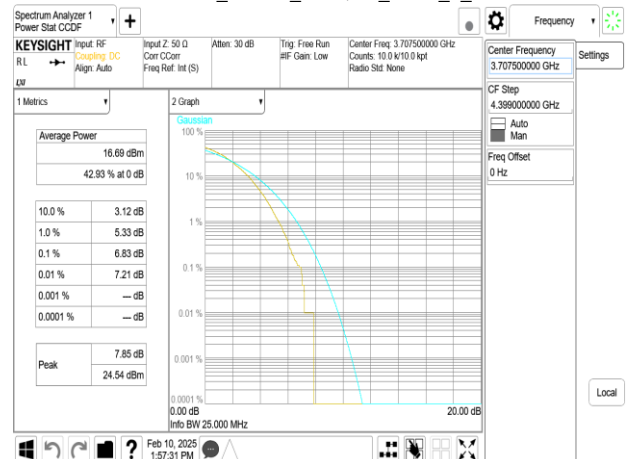 Spectrum Analyzer 1
Power Stat CCDF
+
Frequency
KEYSIGHT
RL
LXI
Input: RF
Coupling: DC
Align: Auto
Input Z: 50 Ω
Corr CCorr
Freq Ref: Int (S)
Atten: 30 dB
Trig: Free Run
#IF Gain: Low
Center Freq: 3.707500000 GHz
Counts: 10.0 k/10.0 kpt
Radio Std: None
Center Frequency
3.707500000 GHz
Settings
CF Step
4.399000000 GHz
Auto
Man
Freq Offset
0 Hz
1 Metrics
Average Power
16.69 dBm
42.93 % at 0 dB
10.0 % 3.12 dB
1.0 % 5.33 dB
0.1 % 6.83 dB
0.01 % 7.21 dB
0.001 % --- dB
0.0001 % --- dB
Peak
7.85 dB
24.54 dBm
2 Graph
Gaussian
100 %
10 %
1 %
0.1 %
0.01 %
0.001 %
0.0001 %
0.00 dB 20.00 dB
Info BW 25.000 MHz
Local
?
Feb 10, 2025
1:57:31 PM